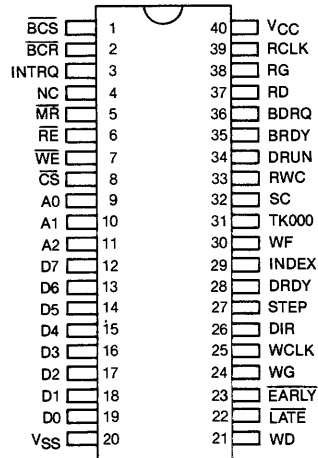 BCS 1 40 VCC
BCR 2 39 RCLK
INTRQ 3 38 RG
NC 4 37 RD
MR 5 36 BDRQ
RE 6 35 BRDY
WE 7 34 DRUN
CS 8 33 RWC
A0 9 32 SC
A1 10 31 TK000
A2 11 30 WF
D7 12 29 INDEX
D6 13 28 DRDY
D5 14 27 STEP
D4 15 26 DIR
D3 16 25 WCLK
D2 17 24 WG
D1 18 23 EARLY
D0 19 22 LATE
VSS 20 21 WD